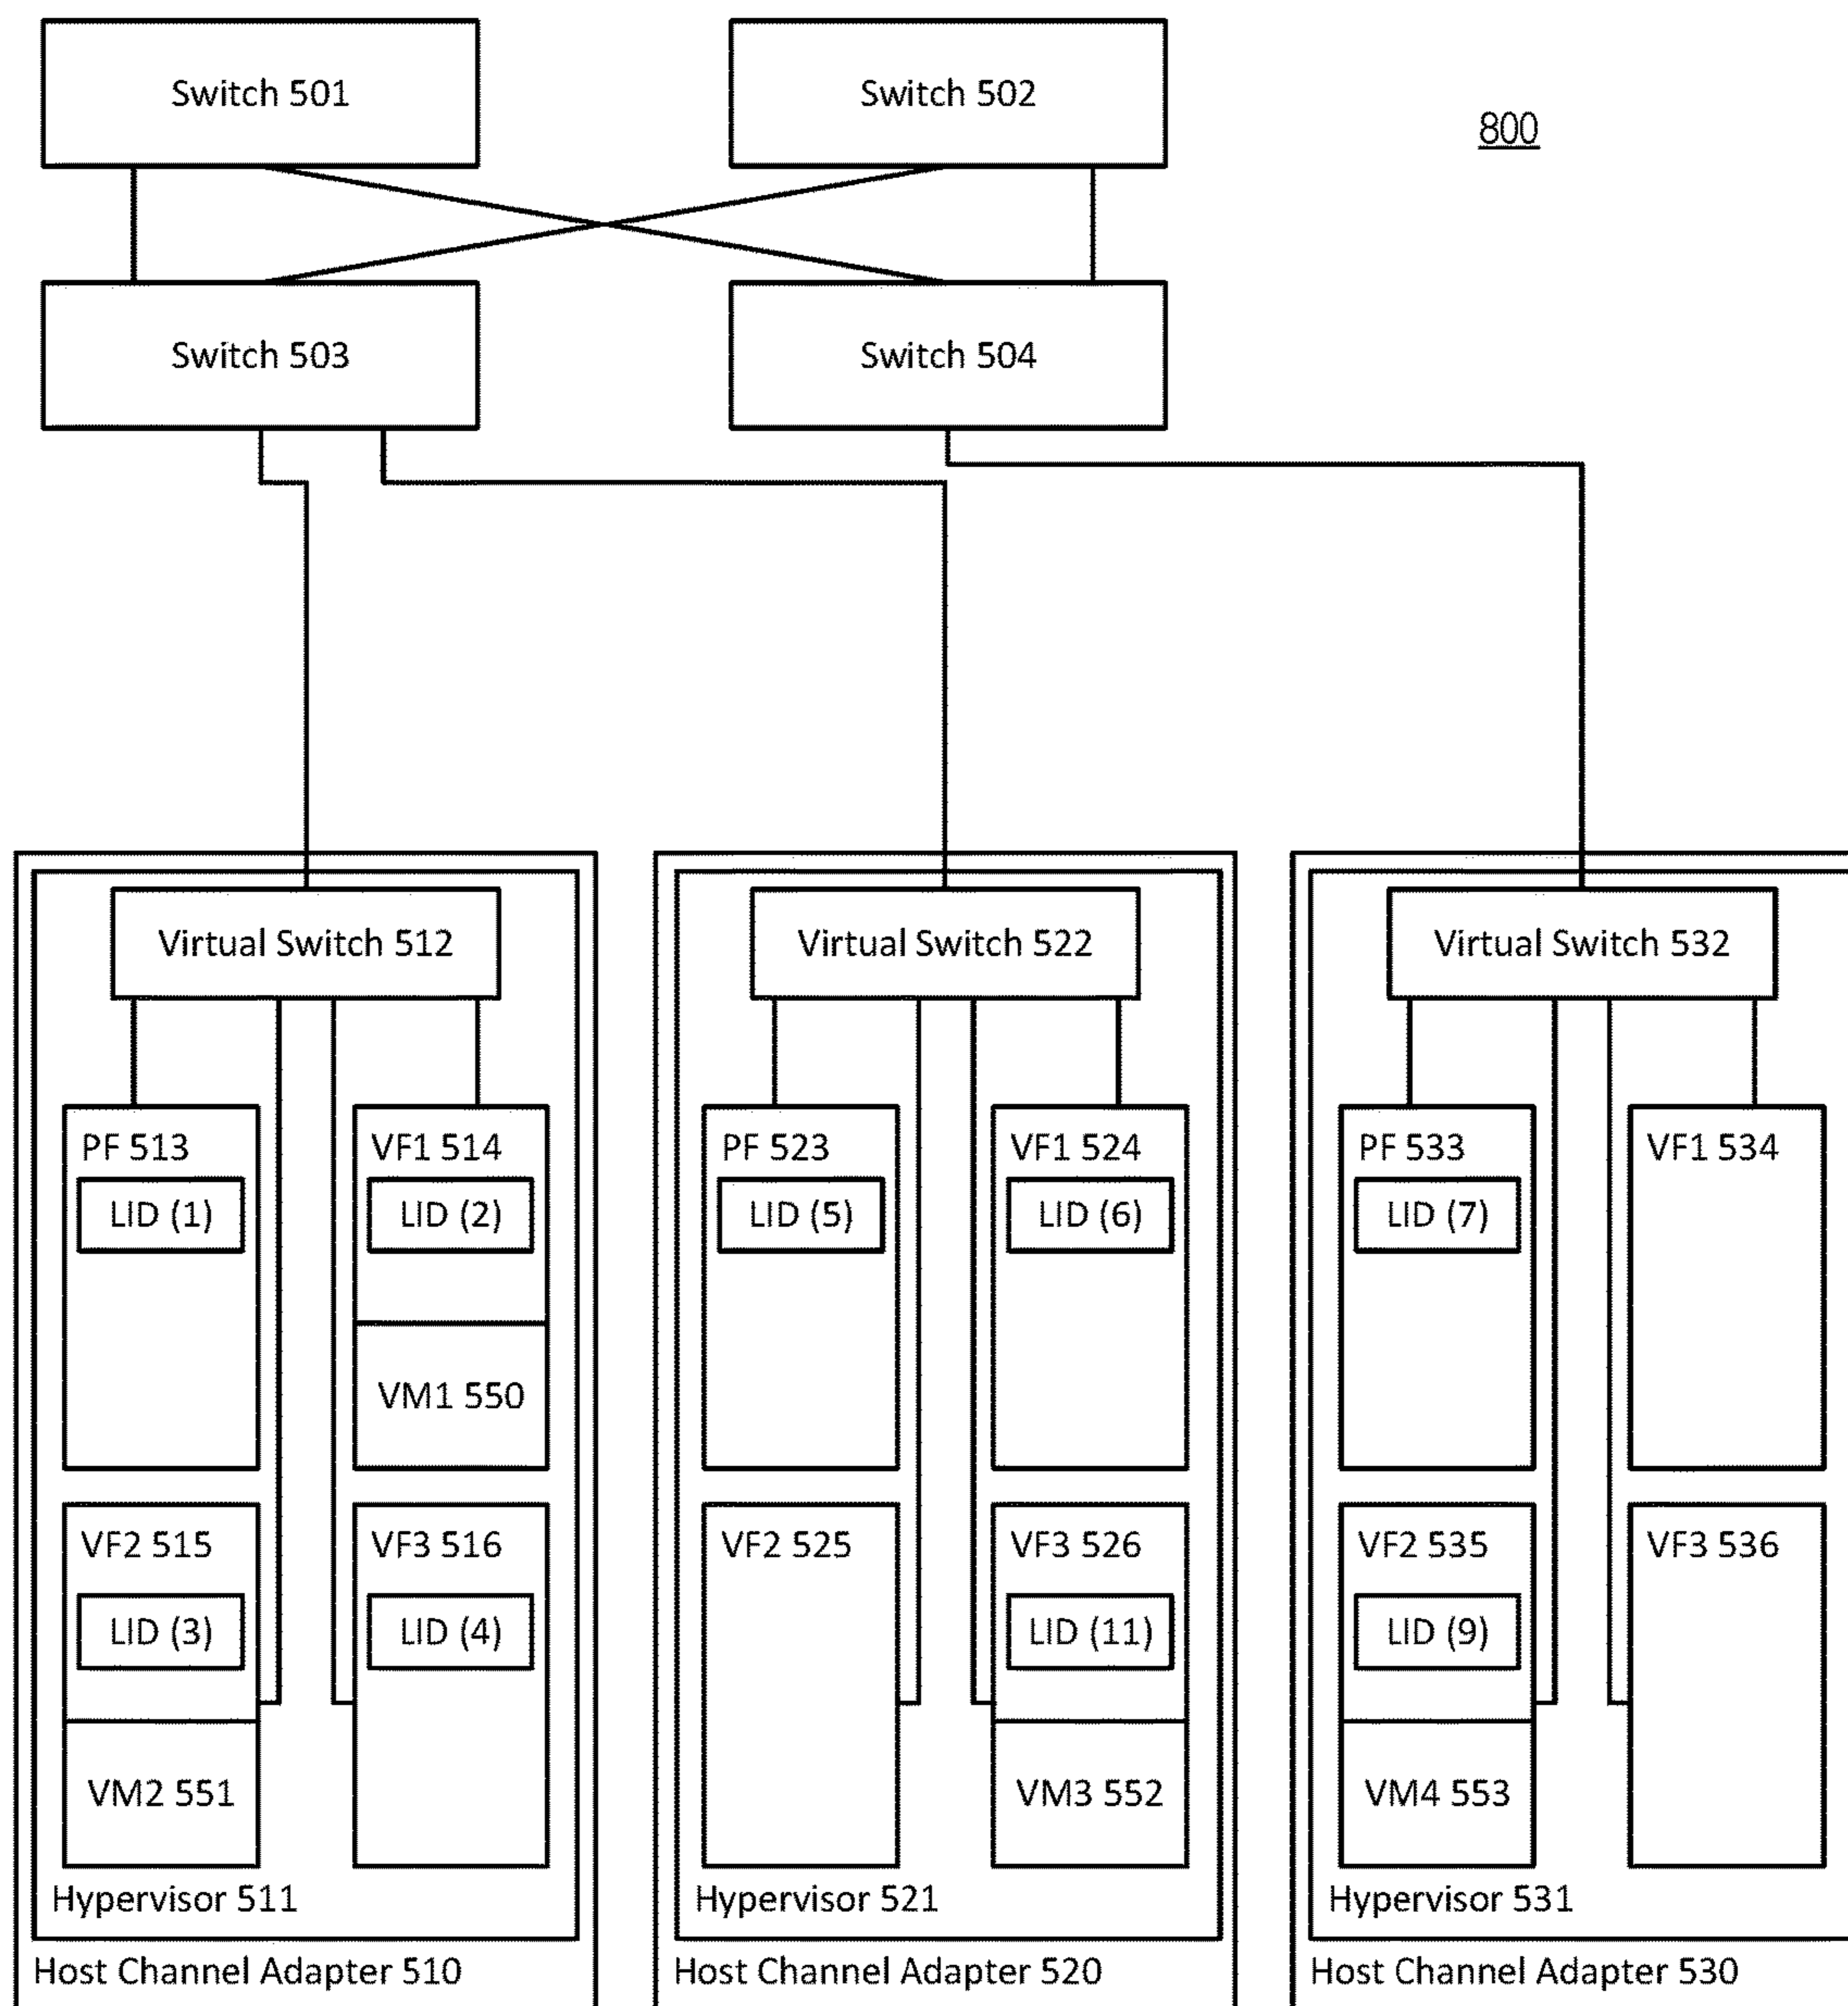 Switch 501
Switch 502
800
Switch 503
Switch 504
Virtual Switch 512
Virtual Switch 522
Virtual Switch 532
PF 513
LID (1)
VF1 514
LID (2)
VM1 550
VF2 515
LID (3)
VM2 551
VF3 516
LID (4)
Hypervisor 511
Host Channel Adapter 510
PF 523
LID (5)
VF1 524
LID (6)
VF2 525
VF3 526
LID (11)
VM3 552
Hypervisor 521
Host Channel Adapter 520
PF 533
LID (7)
VF1 534
VF2 535
LID (9)
VM4 553
VF3 536
Hypervisor 531
Host Channel Adapter 530